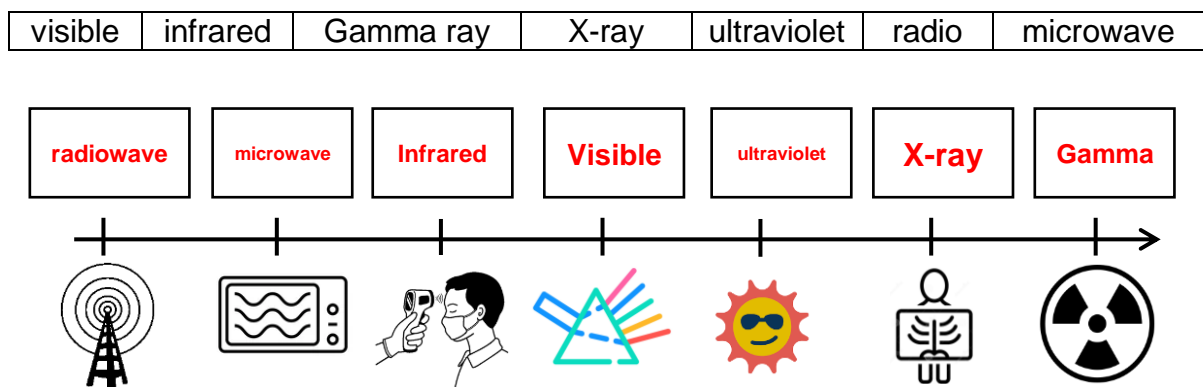 visible infrared Gamma ray X-ray ultraviolet radio microwave
radiowave microwave Infrared Visible ultraviolet X-ray Gamma